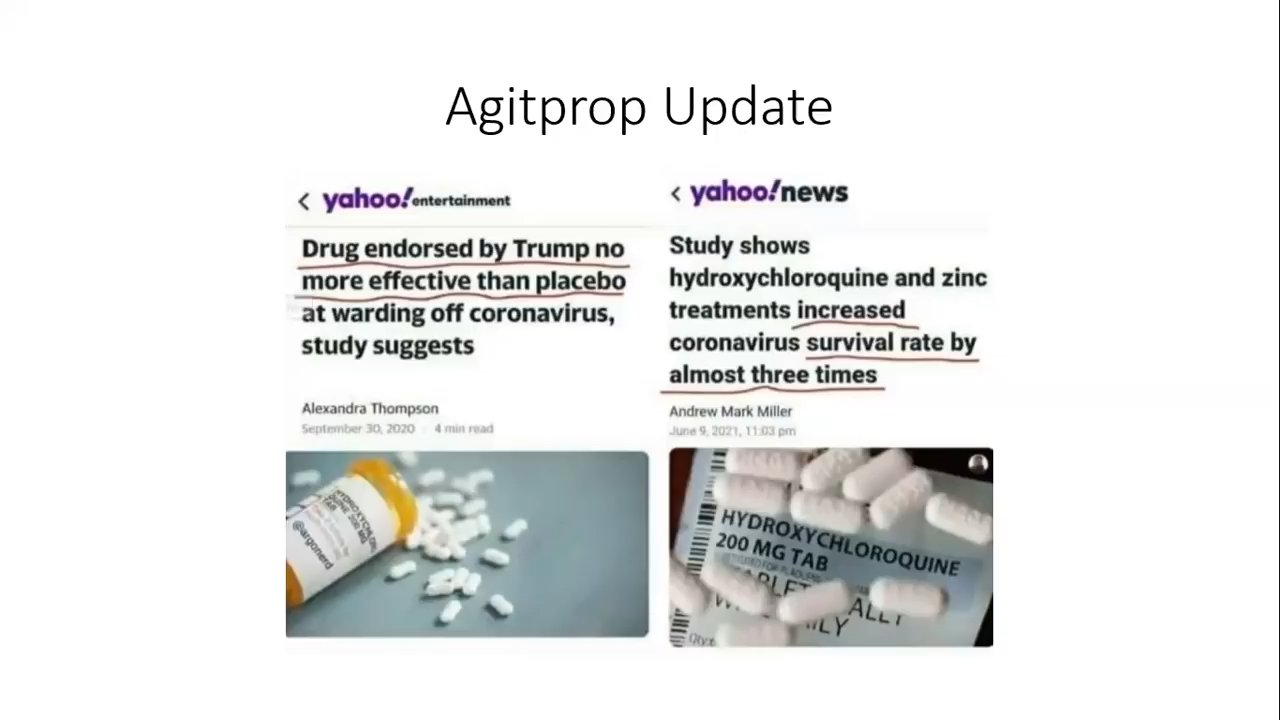 Agitprop Update
yahoo!entertainment
Drug endorsed by Trump no
more effective than placebo
at warding off coronavirus,
study suggests
Alexandra Thompson
September 30, 2020 · 4 min read
@argonerd
yahoo!news
Study shows
hydroxychloroquine and zinc
treatments increased
coronavirus survival rate by
almost three times
Andrew Mark Miller
June 9, 2021, 11:03 pm
HYDROXYCHLOROQUINE
200 MG TAB